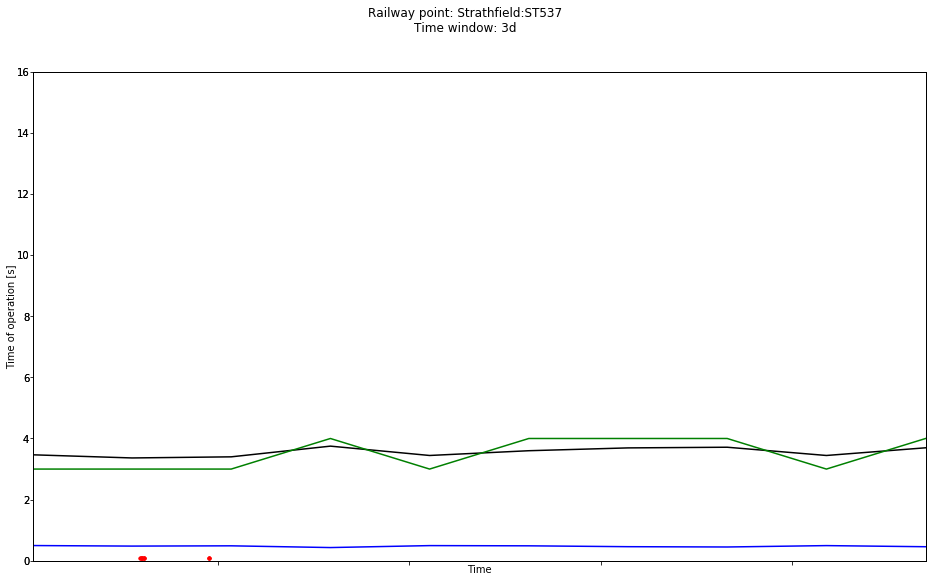 Railway point: Strathfield:ST537
Time window: 3d
16
14
12
10
8
6
4
2
0
Time of operation [s]
Time